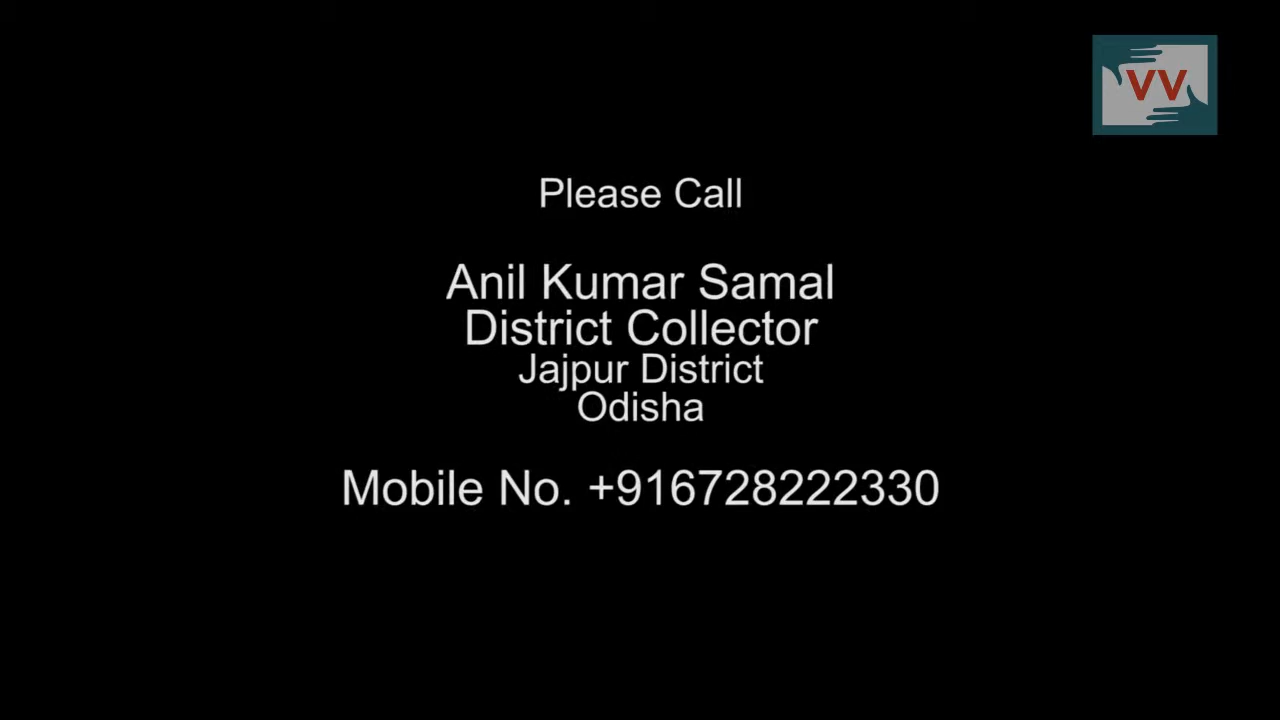 VV
Please Call
Anil Kumar Samal
District Collector
Jajpur District
Odisha
Mobile No. +916728222330